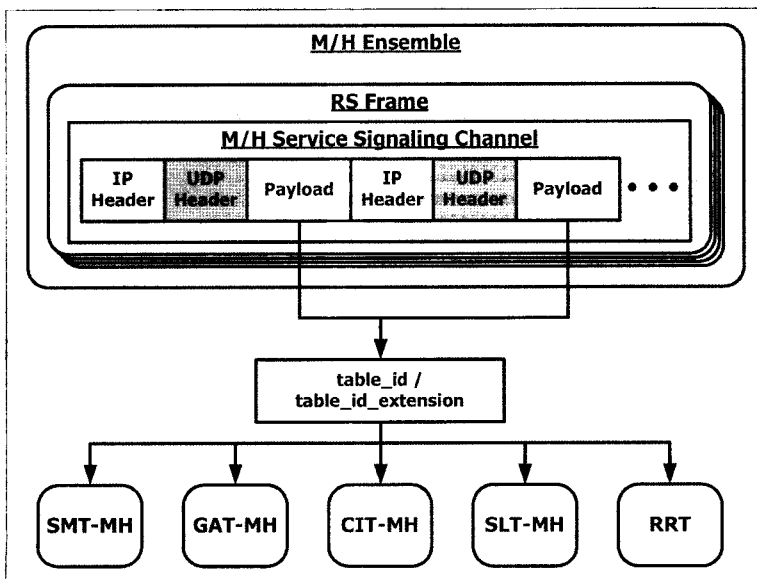 M/H Ensemble
RS Frame
M/H Service Signaling Channel
IP Header
UDP Header
Payload
IP Header
UDP Header
Payload
• • •
table_id /
table_id_extension
SMT-MH
GAT-MH
CIT-MH
SLT-MH
RRT